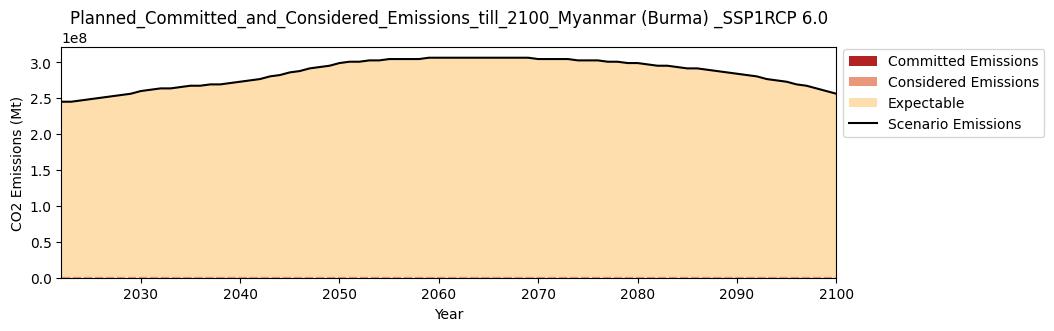 Planned_Committed_and_Considered_Emissions_till_2100_Myanmar (Burma) _SSP1RCP 6.0
1e8
3.0
2.5
2.0
1.5
1.0
0.5
0.0
CO2 Emissions (Mt)
2030 2040 2050 2060 2070 2080 2090 2100
Year
Committed Emissions
Considered Emissions
Expectable
Scenario Emissions